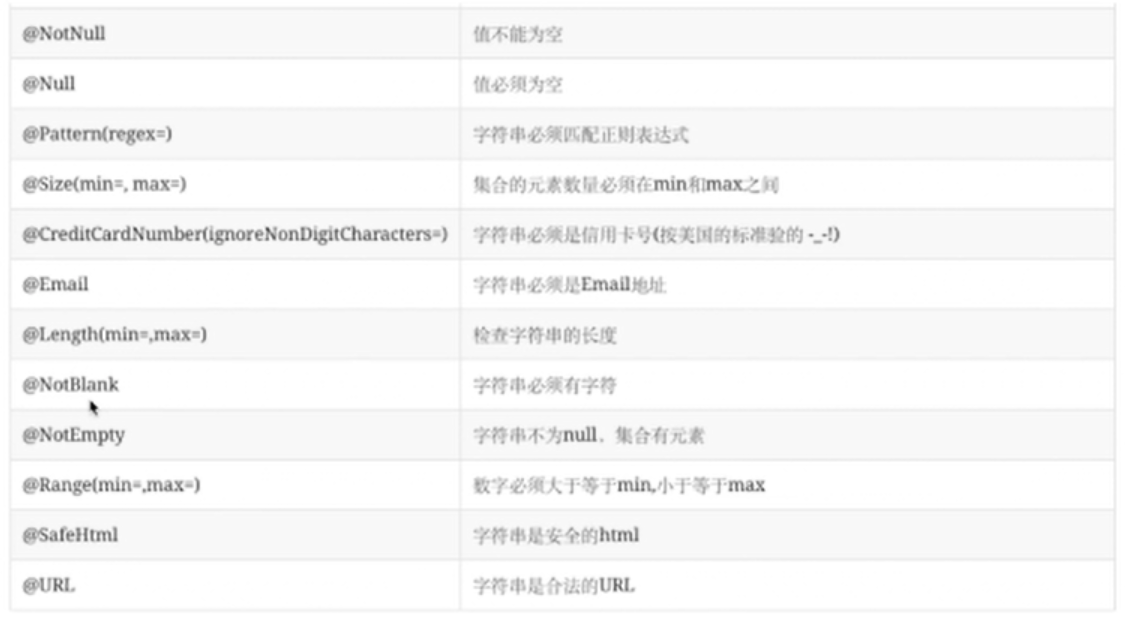 @NotNull 值不能为空
@Null 值必须为空
@Pattern(regex=) 字符串必须匹配正则表达式
@Size(min=, max=) 集合的元素数量必须在min和max之间
@CreditCardNumber(ignoreNonDigitCharacters=) 字符串必须是信用卡号(按美国的标准验的 -_-!)
@Email 字符串必须是Email地址
@Length(min=,max=) 检查字符串的长度
@NotBlank 字符串必须有字符
@NotEmpty 字符串不为null，集合有元素
@Range(min=,max=) 数字必须大于等于min,小于等于max
@SafeHtml 字符串是安全的html
@URL 字符串是合法的URL